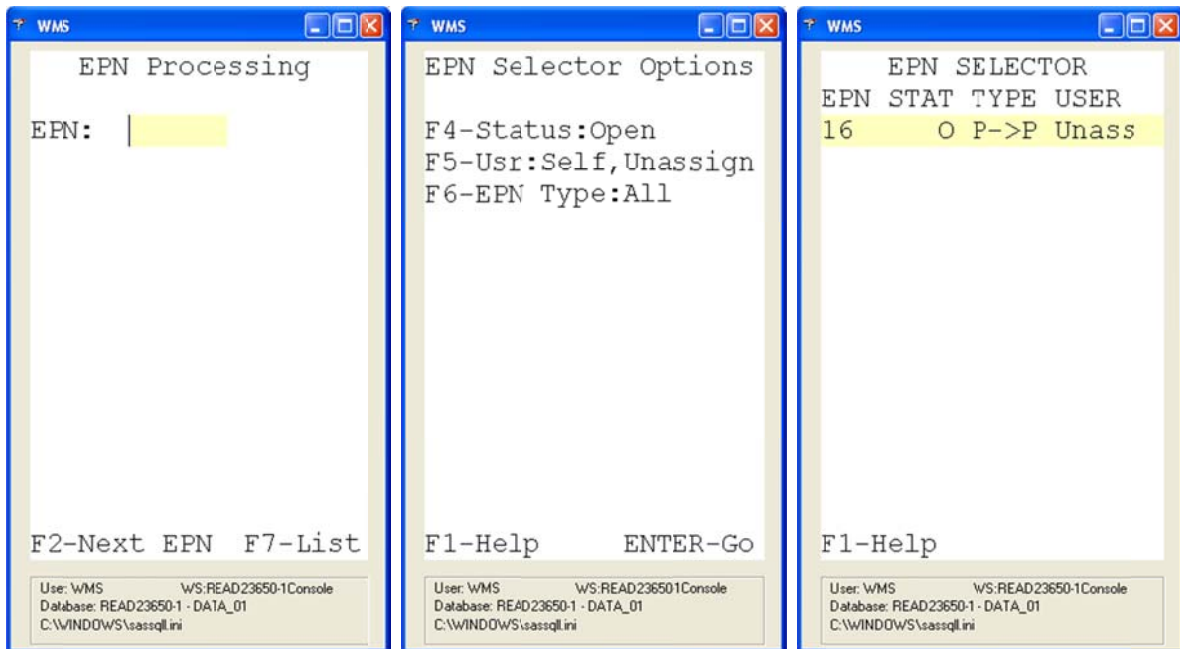 WMS
EPN Processing
EPN:
F2-Next EPN F7-List
User: WMS WS:READ23650-1Console
Database: READ23650-1 - DATA_01
C:\WINDOWS\sassqll.ini
WMS
EPN Selector Options
F4-Status:Open
F5-Usr:Self,Unassign
F6-EPN Type:All
F1-Help ENTER-Go
User: WMS WS:READ236501Console
Database: READ23650-1 - DATA_01
C:\WINDOWS\sassqll.ini
WMS
EPN SELECTOR
EPN STAT TYPE USER
16 O P->P Unass
F1-Help
User: WMS WS:READ23650-1Console
Database: READ23650-1 - DATA_01
C:\WINDOWS\sassqll.ini